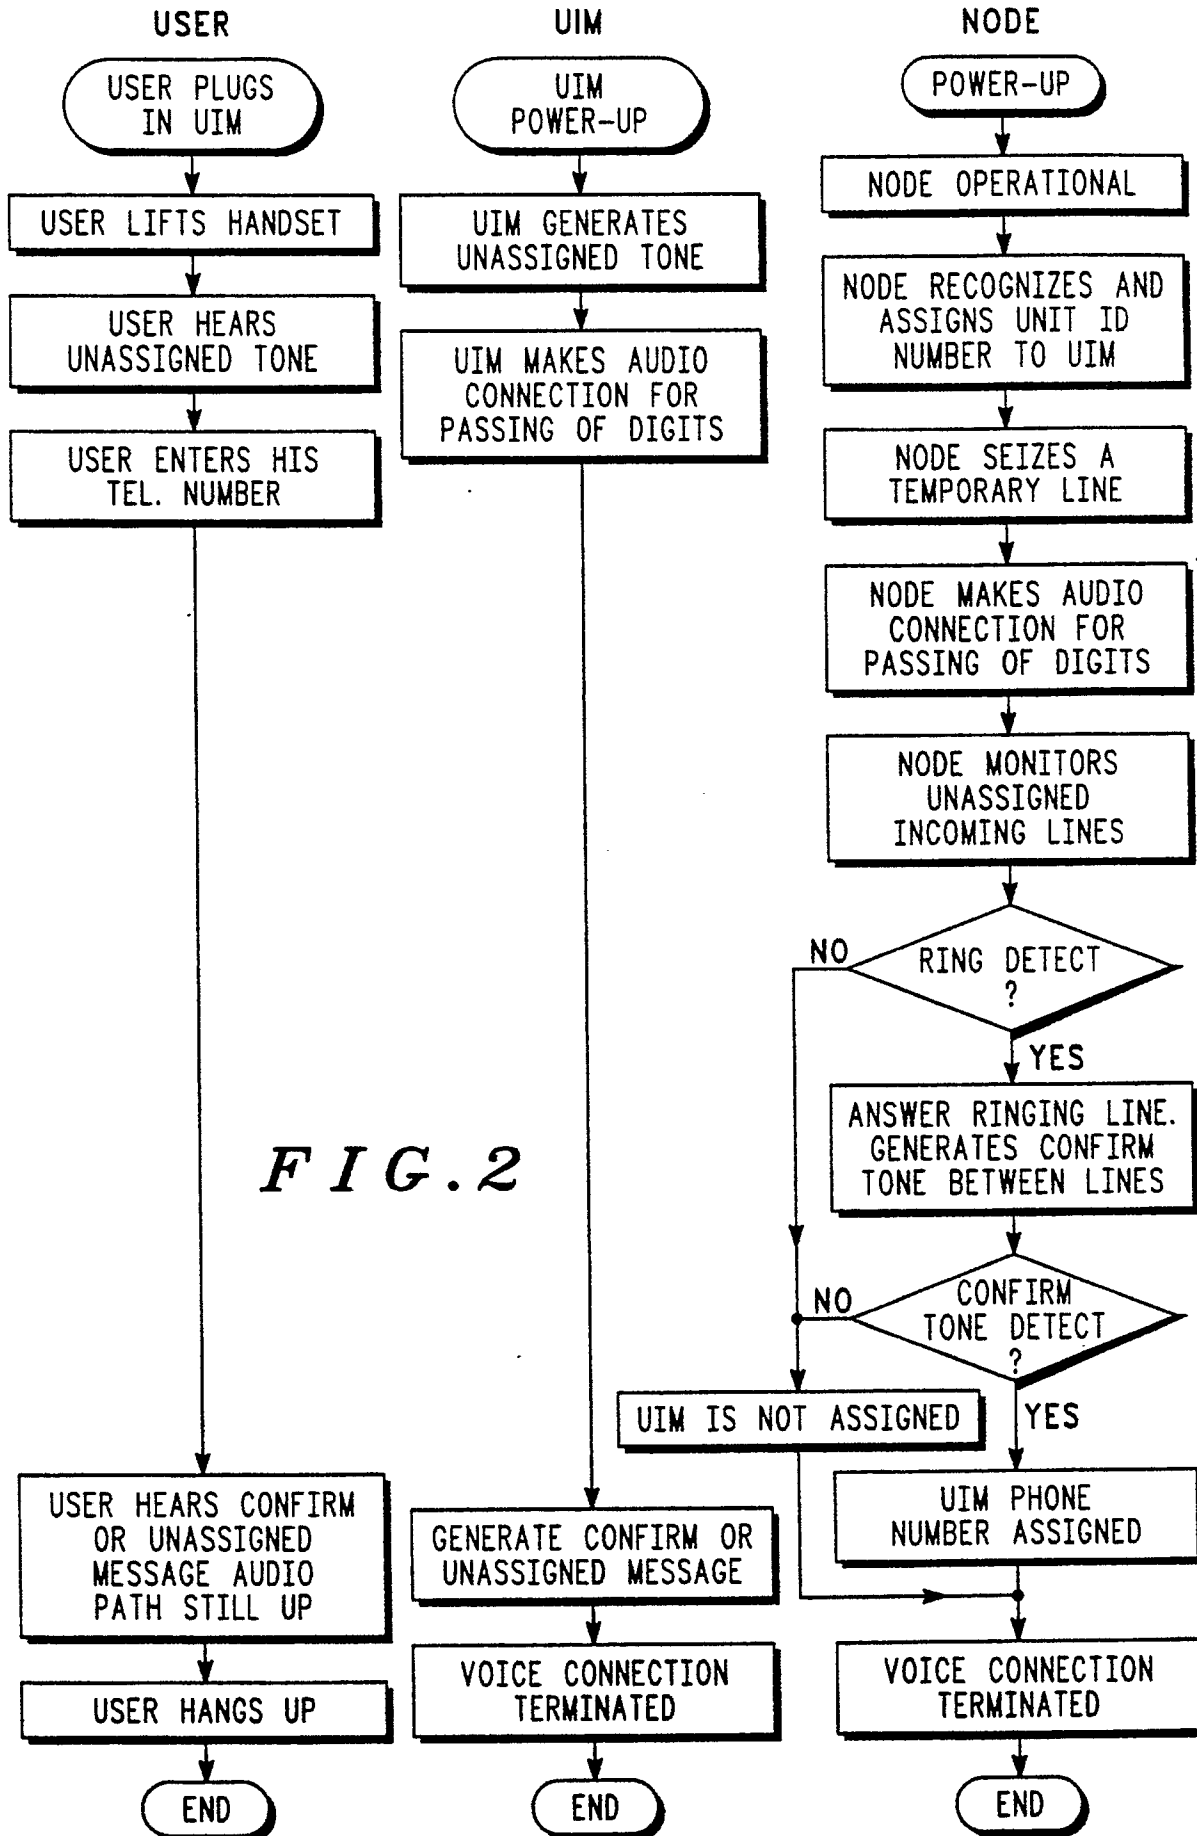 USER
USER PLUGS
IN UIM
USER LIFTS HANDSET
USER HEARS
UNASSIGNED TONE
USER ENTERS HIS
TEL. NUMBER
USER HEARS CONFIRM
OR UNASSIGNED
MESSAGE AUDIO
PATH STILL UP
USER HANGS UP
END
UIM
UIM
POWER-UP
UIM GENERATES
UNASSIGNED TONE
UIM MAKES AUDIO
CONNECTION FOR
PASSING OF DIGITS
GENERATE CONFIRM OR
UNASSIGNED MESSAGE
VOICE CONNECTION
TERMINATED
END
NODE
POWER-UP
NODE OPERATIONAL
NODE RECOGNIZES AND
ASSIGNS UNIT ID
NUMBER TO UIM
NODE SEIZES A
TEMPORARY LINE
NODE MAKES AUDIO
CONNECTION FOR
PASSING OF DIGITS
NODE MONITORS
UNASSIGNED
INCOMING LINES
RING DETECT
?
NO
YES
ANSWER RINGING LINE.
GENERATES CONFIRM
TONE BETWEEN LINES
CONFIRM
TONE DETECT
?
NO
YES
UIM IS NOT ASSIGNED
UIM PHONE
NUMBER ASSIGNED
VOICE CONNECTION
TERMINATED
END
FIG.2